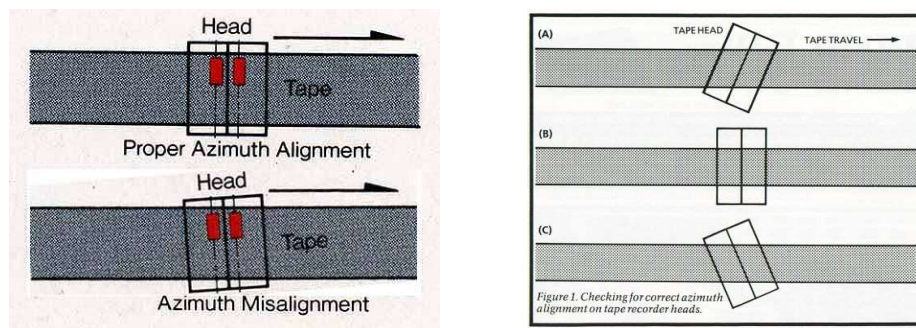 Head
Tape
Proper Azimuth Alignment
Head
Tape
Azimuth Misalignment
(A)
TAPE HEAD
TAPE TRAVEL
(B)
(C)
Figure 1. Checking for correct azimuth
alignment on tape recorder heads.